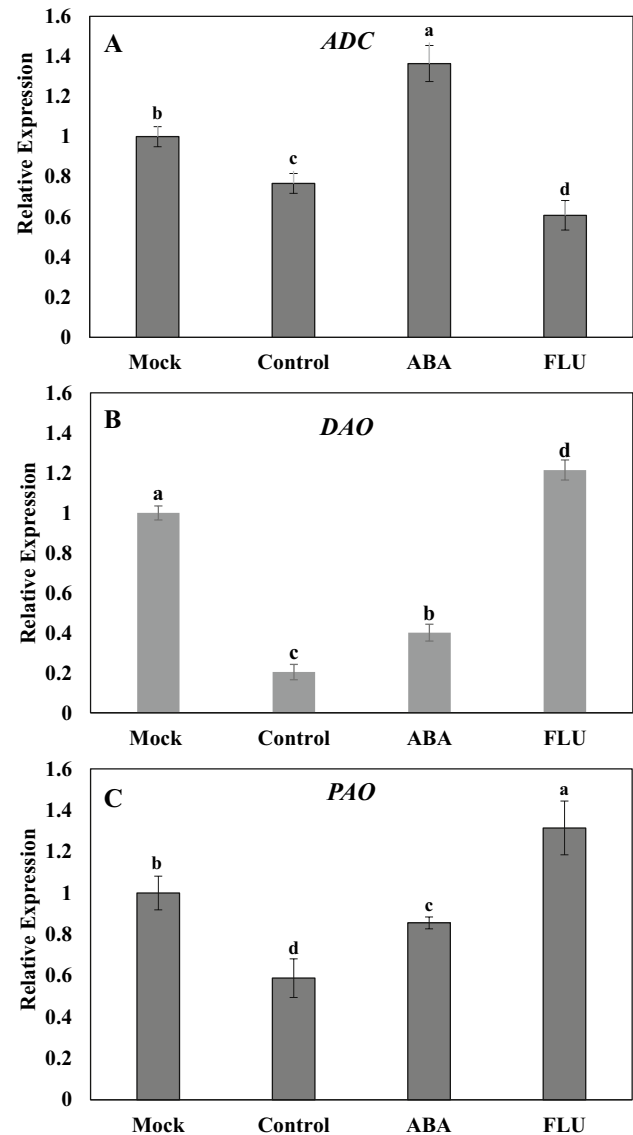 A
ADC
Relative Expression
1.6
1.4
1.2
1
0.8
0.6
0.4
0.2
0
b
c
a
d
Mock Control ABA FLU
B
DAO
Relative Expression
1.6
1.4
1.2
1
0.8
0.6
0.4
0.2
0
a
c
b
d
Mock Control ABA FLU
C
PAO
Relative Expression
1.6
1.4
1.2
1
0.8
0.6
0.4
0.2
0
b
d
c
a
Mock Control ABA FLU